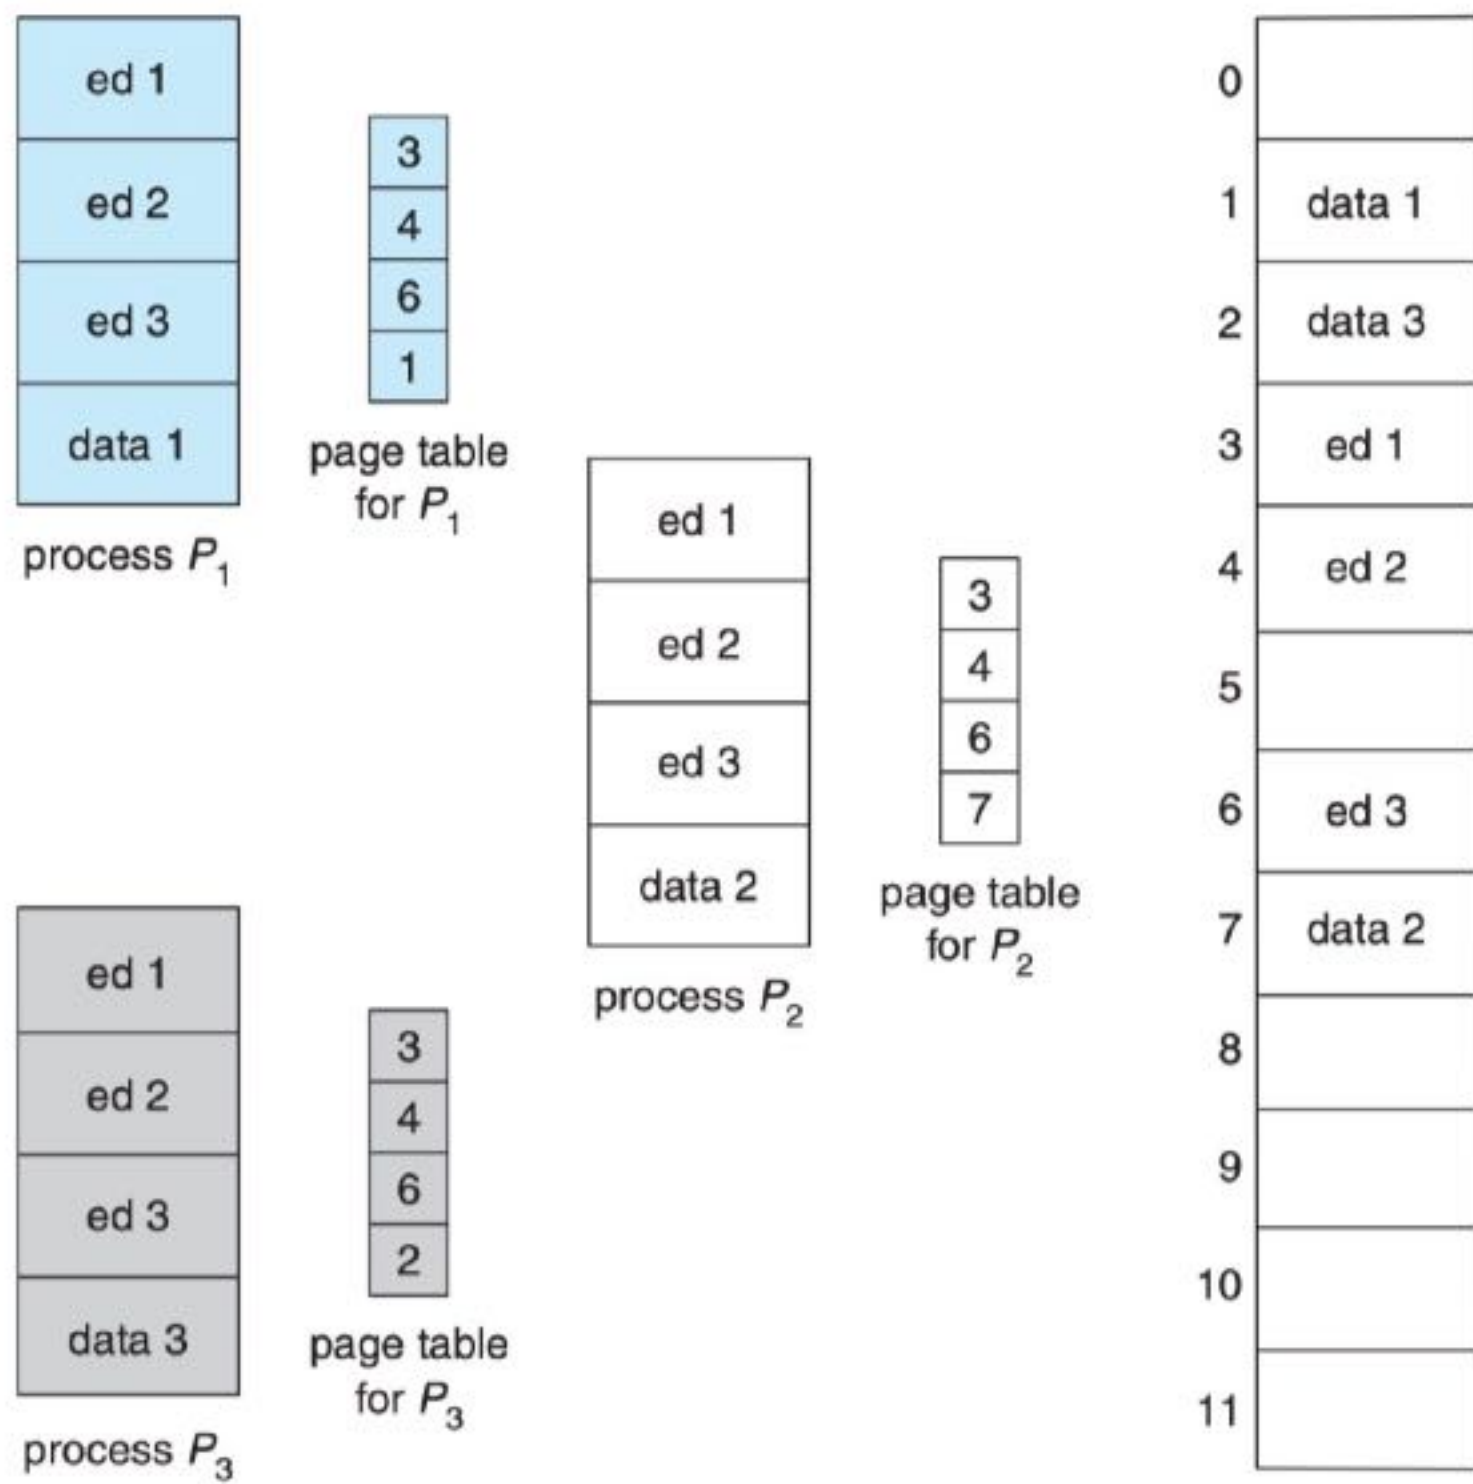 ed 1
ed 2
ed 3
data 1
process P1
3
4
6
1
page table
for P1
ed 1
ed 2
ed 3
data 2
process P2
3
4
6
7
page table
for P2
ed 1
ed 2
ed 3
data 3
process P3
3
4
6
2
page table
for P3
0
1 data 1
2 data 3
3 ed 1
4 ed 2
5
6 ed 3
7 data 2
8
9
10
11